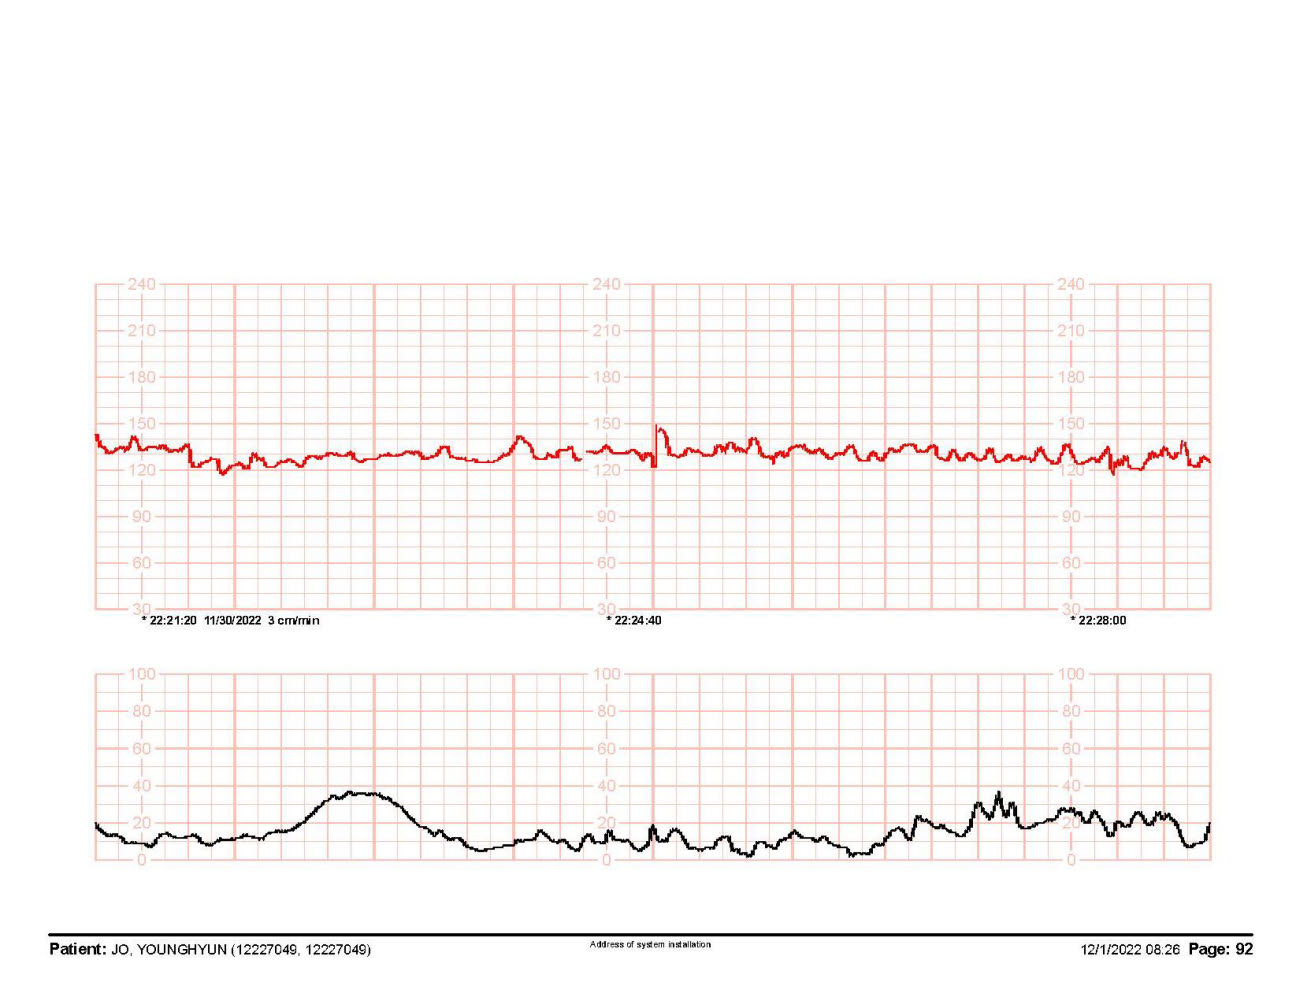 240 240 240
210 210 210
180 180 180
150 150 150
120 120 120
90 90 90
60 60 60
30 30 30
* 22:21:20 11/30/2022 3 cm/min * 22:24:40 * 22:28:00
100 100 100
80 80 80
60 60 60
40 40 40
20 20 20
0 0 0
Patient: JO, YOUNGHYUN (12227049, 12227049) Address of system installation 12/1/2022 08:26 Page: 92